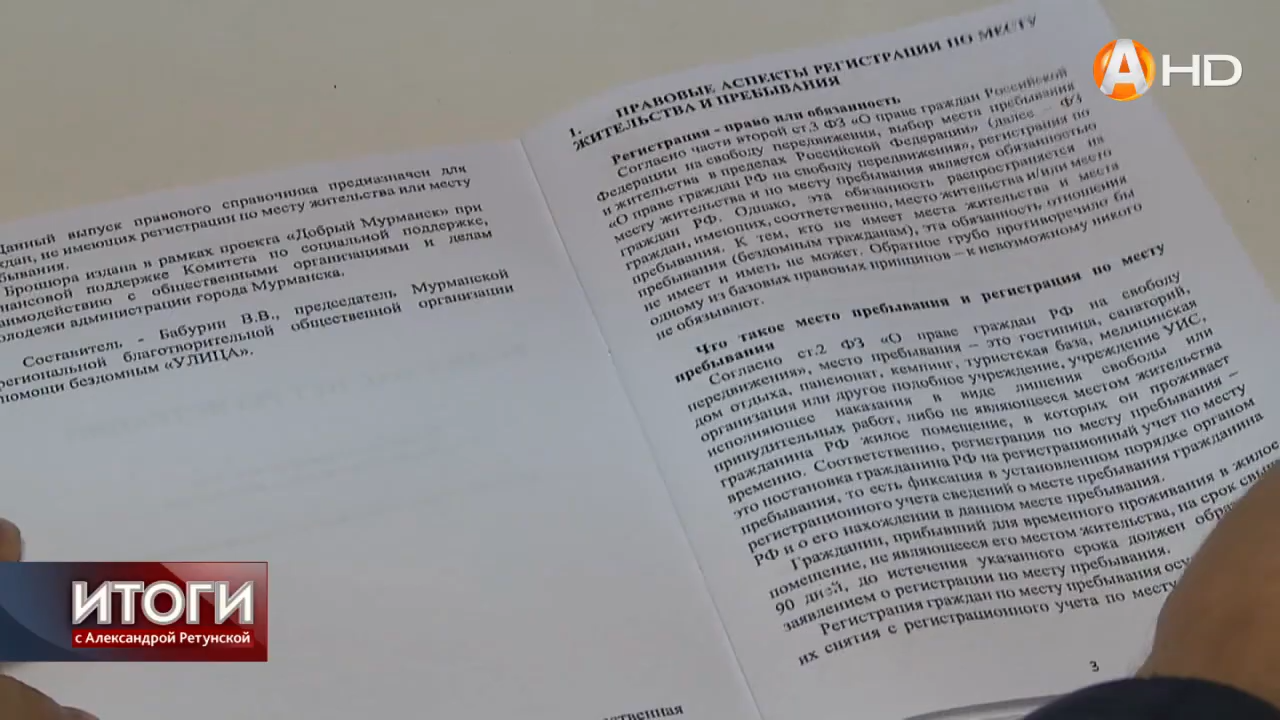 Данный выпуск правового справочника предназначен для
ждан, не имеющих регистрации по месту жительства или месту
бывания.
Брошюра издана в рамках проекта «Добрый Мурманск» при
нансовой поддержке Комитета по социальной поддержке,
аимодействию с общественными организациями и делам
олодежи администрации города Мурманска.
Составитель - Бабурин В.В., председатель, Мурманской
региональной благотворительной общественной организации
помощи бездомным «УЛИЦА».
ственная
1. ПРАВОВЫЕ АСПЕКТЫ РЕГИСТРАЦИИ ПО МЕСТУ
ЖИТЕЛЬСТВА И ПРЕБЫВАНИЯ
Регистрация - право или обязанность
Согласно части второй ст.3 ФЗ «О праве граждан Российской
Федерации на свободу передвижения, выбор места пребывания
и жительства в пределах Российской Федерации» (далее – ФЗ
«О праве граждан РФ на свободу передвижения», регистрация по
месту жительства и по месту пребывания является обязанностью
граждан РФ. Однако, эта обязанность распространяется на
граждан, имеющих, соответственно, место жительства и/или место
пребывания. К тем, кто не имеет места жительства и места
пребывания (бездомным гражданам), эта обязанность отношения
не имеет и иметь не может. Обратное грубо противоречило бы
одному из базовых правовых принципов – к невозможному никого
не обязывают.
Что такое место пребывания и регистрация по месту
пребывания
Согласно ст.2 ФЗ «О праве граждан РФ на свободу
передвижения», место пребывания – это гостиница, санаторий,
дом отдыха, пансионат, кемпинг, туристская база, медицинская
организация или другое подобное учреждение, учреждение УИС,
исполняющее наказания в виде лишения свободы или
принудительных работ, либо не являющееся местом жительства
гражданина РФ жилое помещение, в которых он проживает
временно. Соответственно, регистрация по месту пребывания –
это постановка гражданина РФ на регистрационный учет по месту
пребывания, то есть фиксация в установленном порядке органом
регистрационного учета сведений о месте пребывания гражданина
РФ и о его нахождении в данном месте пребывания.
Гражданин, прибывший для временного проживания в жилое
помещение, не являющееся его местом жительства, на срок свы
90 дней, до истечения указанного срока должен обра
заявлением о регистрации по месту пребывания.
Регистрация граждан по месту пребывания осу
их снятия с регистрационного учета по месту
3
А HD
ИТОГИ
с Александрой Ретунской